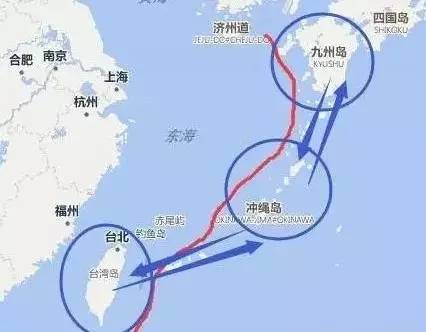 四国岛
SHIKOKU
济州道
JEJU-DO#CHEJU-DO
九州岛
KYUSHU
合肥
南京
上海
杭州
东海
冲绳岛
OKINAWA-JIMA#OKINAWA
赤尾屿
钓鱼岛
福州
台北
台湾岛